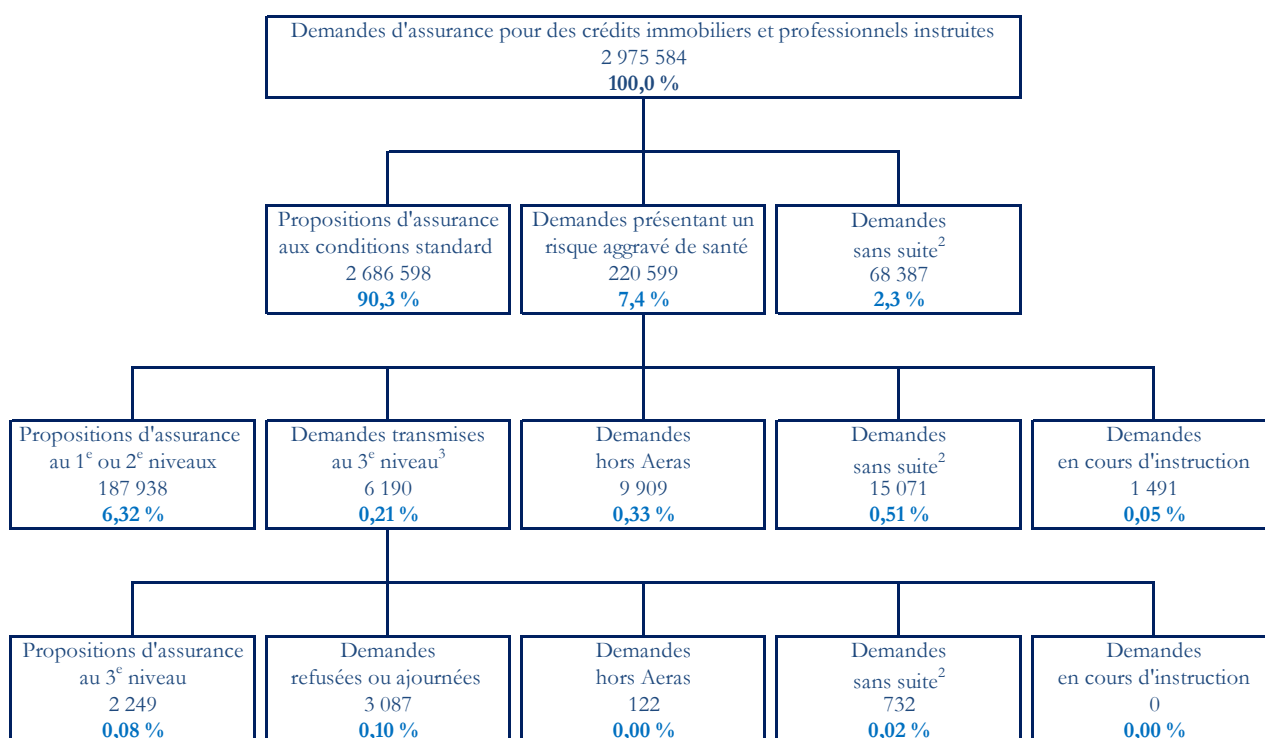 Demandes d'assurance pour des crédits immobiliers et professionnels instruites
2 975 584
100,0 %
Propositions d'assurance
aux conditions standard
2 686 598
90,3 %
Demandes présentant un
risque aggravé de santé
220 599
7,4 %
Demandes
sans suite²
68 387
2,3 %
Propositions d'assurance
au 1ᵉ ou 2ᵉ niveaux
187 938
6,32 %
Demandes transmises
au 3ᵉ niveau³
6 190
0,21 %
Demandes
hors Aeras
9 909
0,33 %
Demandes
sans suite²
15 071
0,51 %
Demandes
en cours d'instruction
1 491
0,05 %
Propositions d'assurance
au 3ᵉ niveau
2 249
0,08 %
Demandes
refusées ou ajournées
3 087
0,10 %
Demandes
hors Aeras
122
0,00 %
Demandes
sans suite²
732
0,02 %
Demandes
en cours d'instruction
0
0,00 %